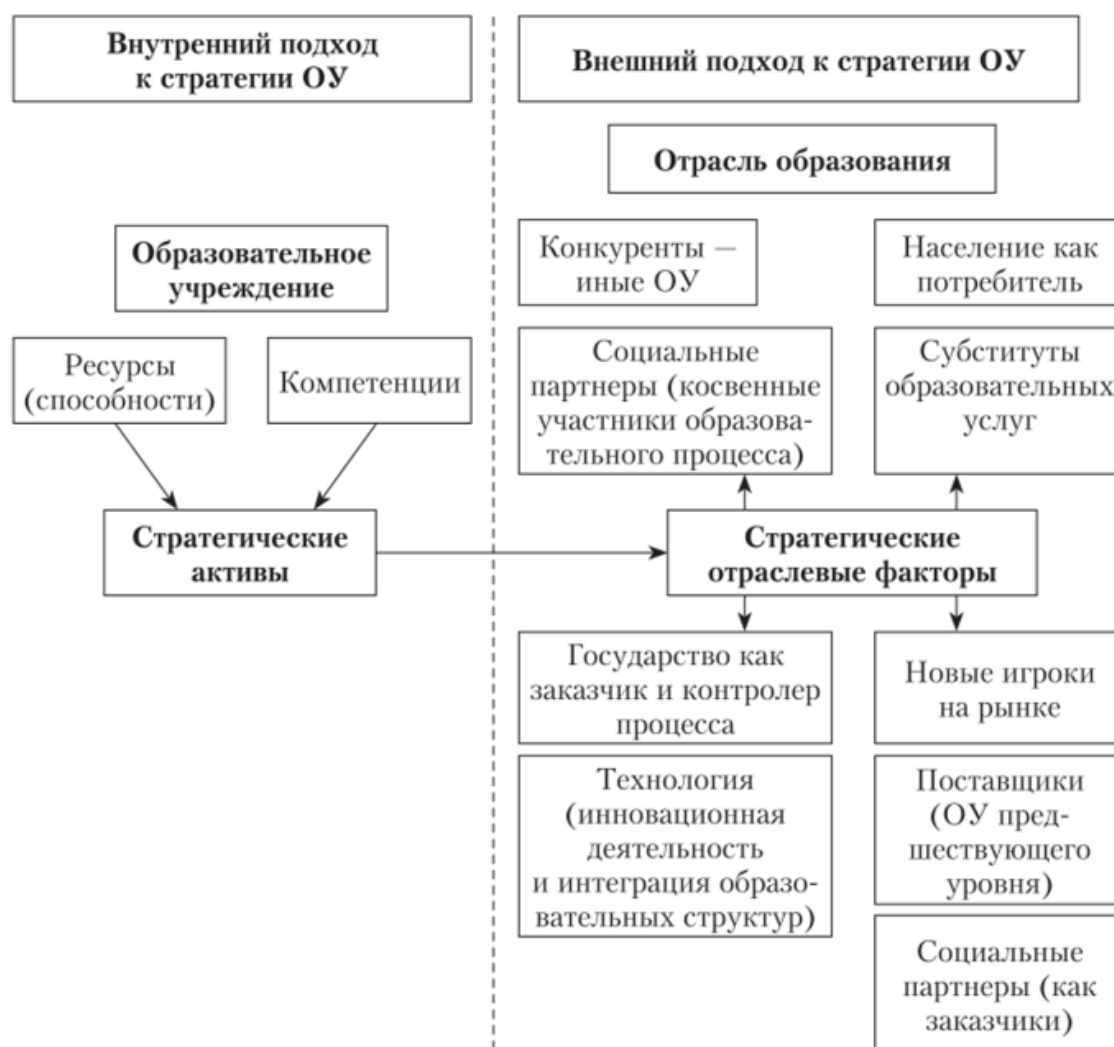 Внутренний подход
к стратегии ОУ
Внешний подход к стратегии ОУ
Отрасль образования
Образовательное
учреждение
Ресурсы
(способности)
Компетенции
Стратегические
активы
Конкуренты —
иные ОУ
Население как
потребитель
Социальные
партнеры (косвенные
участники образова-
тельного процесса)
Субституты
образовательных
услуг
Стратегические
отраслевые факторы
Государство как
заказчик и контролер
процесса
Новые игроки
на рынке
Технология
(инновационная
деятельность
и интеграция образо-
вательных структур)
Поставщики
(ОУ пред-
шествующего
уровня)
Социальные
партнеры (как
заказчики)